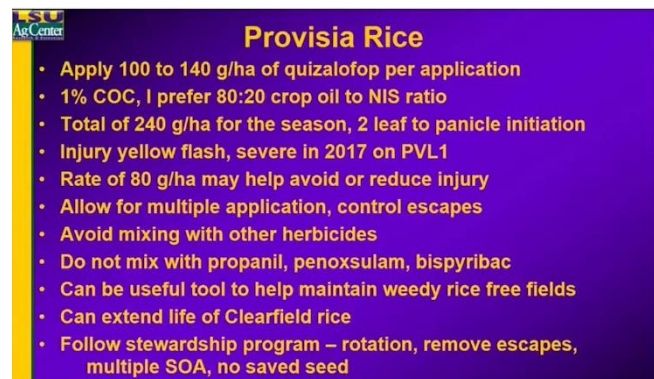 LSU
AgCenter
Provisia Rice
• Apply 100 to 140 g/ha of quizalofop per application
• 1% COC, I prefer 80:20 crop oil to NIS ratio
• Total of 240 g/ha for the season, 2 leaf to panicle initiation
• Injury yellow flash, severe in 2017 on PVL1
• Rate of 80 g/ha may help avoid or reduce injury
• Allow for multiple application, control escapes
• Avoid mixing with other herbicides
• Do not mix with propanil, penoxsulam, bispyribac
• Can be useful tool to help maintain weedy rice free fields
• Can extend life of Clearfield rice
• Follow stewardship program – rotation, remove escapes,
multiple SOA, no saved seed